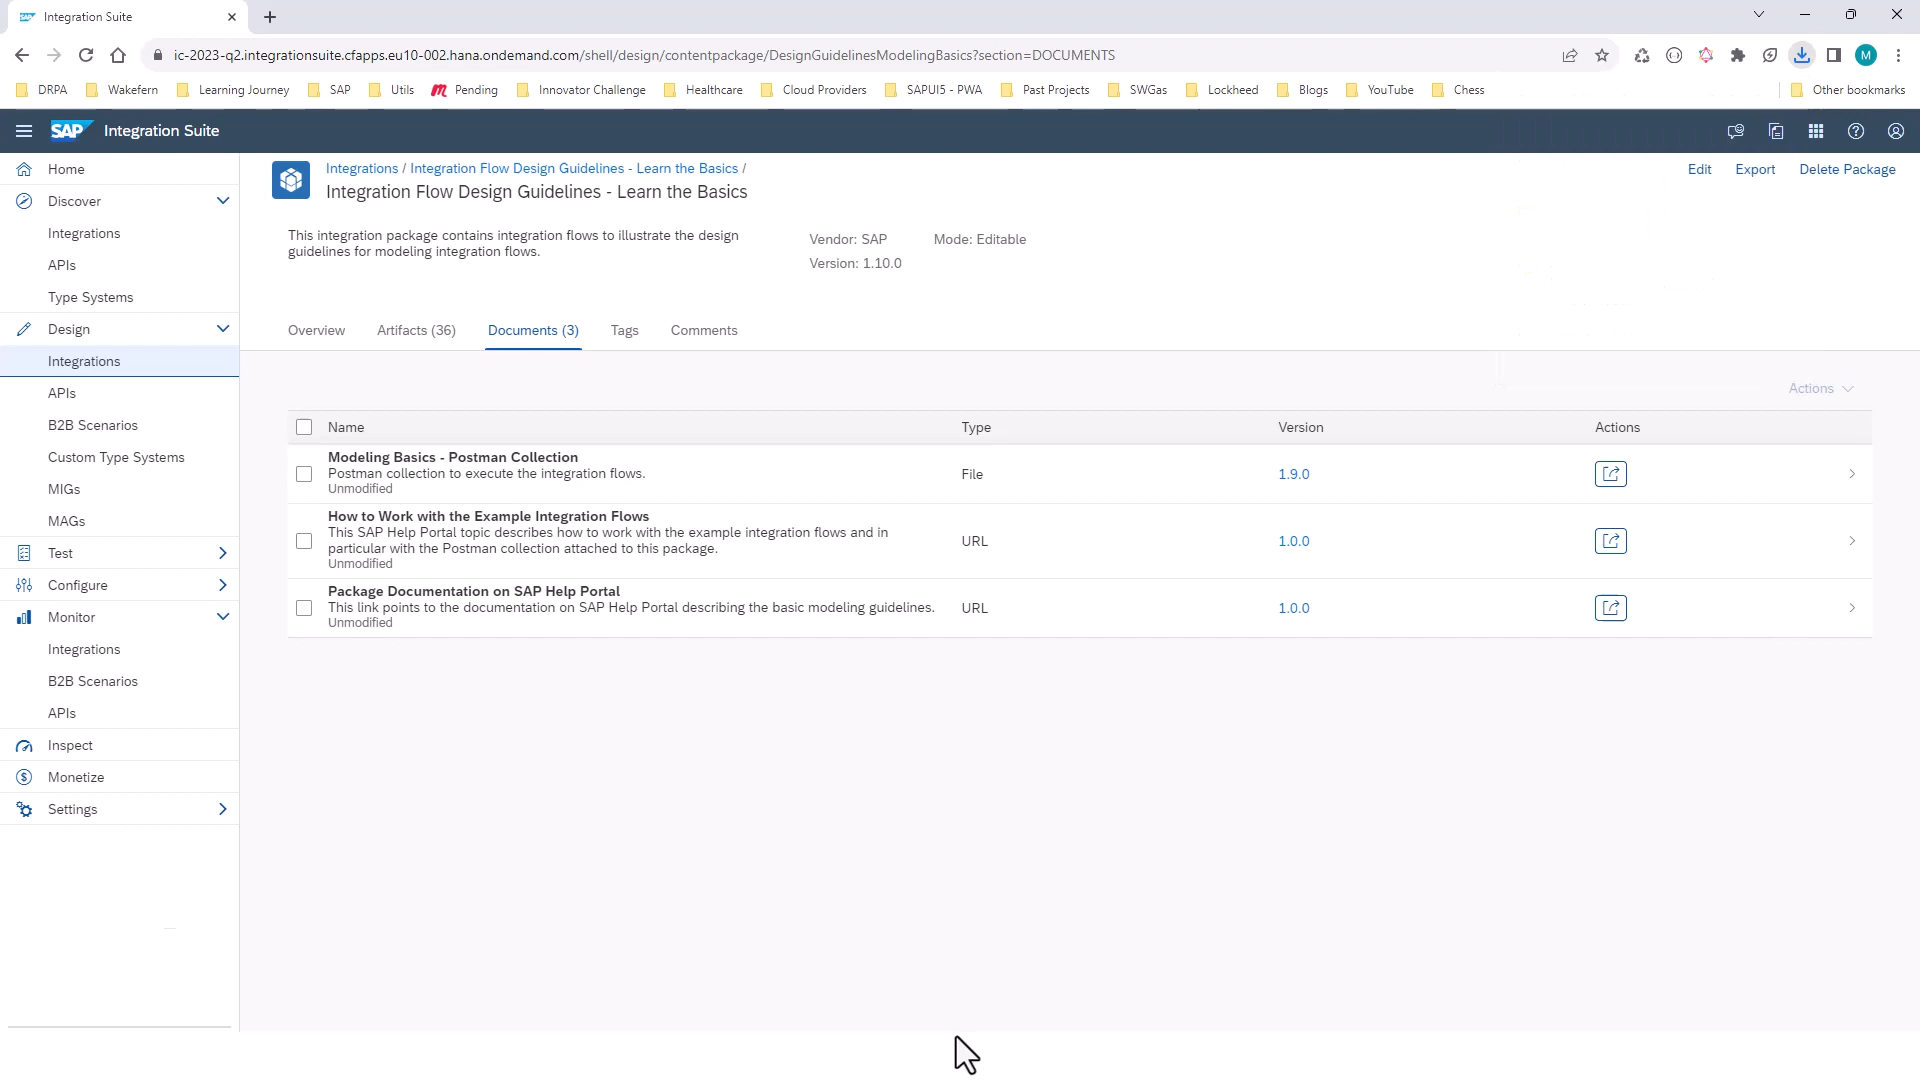 Integration Suite
ic-2023-q2.integrationsuite.cfapps.eu10-002.hana.ondemand.com/shell/design/contentpackage/DesignGuidelinesModelingBasics?section=DOCUMENTS
M
DRPA Wakefern Learning Journey SAP Utils Pending Innovator Challenge Healthcare Cloud Providers SAPUI5 - PWA Past Projects SWGas Lockheed Blogs YouTube Chess Other bookmarks
SAP Integration Suite
Home
Discover
Integrations
APIs
Type Systems
Design
Integrations
APIs
B2B Scenarios
Custom Type Systems
MIGs
MAGs
Test
Configure
Monitor
Integrations
B2B Scenarios
APIs
Inspect
Monetize
Settings
Integrations / Integration Flow Design Guidelines - Learn the Basics /
Integration Flow Design Guidelines - Learn the Basics
Edit Export Delete Package
This integration package contains integration flows to illustrate the design
guidelines for modeling integration flows.
Vendor: SAP Mode: Editable
Version: 1.10.0
Overview Artifacts (36) Documents (3) Tags Comments
Actions
Name Type Version Actions
Modeling Basics - Postman Collection
Postman collection to execute the integration flows.
Unmodified
File 1.9.0
How to Work with the Example Integration Flows
This SAP Help Portal topic describes how to work with the example integration flows and in
particular with the Postman collection attached to this package.
Unmodified
URL 1.0.0
Package Documentation on SAP Help Portal
This link points to the documentation on SAP Help Portal describing the basic modeling guidelines.
Unmodified
URL 1.0.0